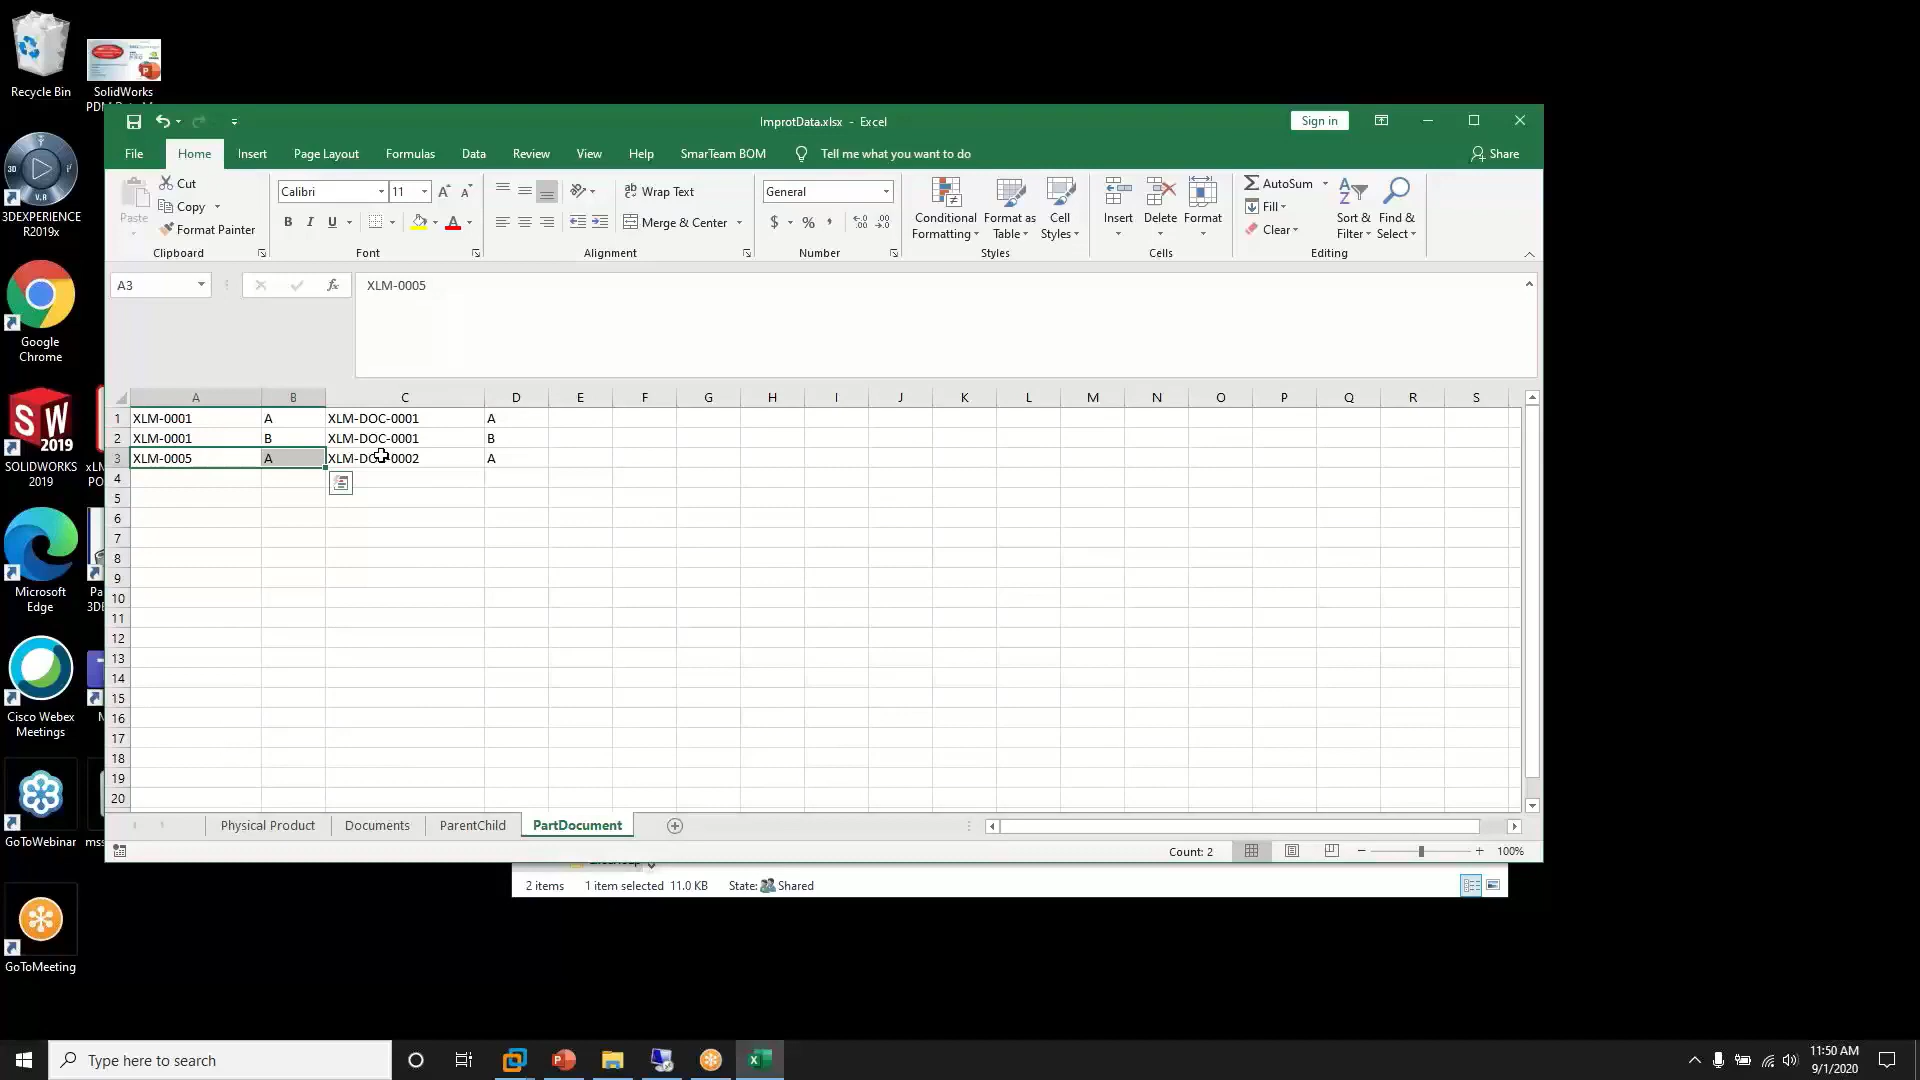 Recycle Bin
SolidWorks
ImprotData.xlsx - Excel
Sign in
File Home Insert Page Layout Formulas Data Review View Help SmarTeam BOM Tell me what you want to do Share
Paste
Cut
Copy
Format Painter
Clipboard
Calibri 11
B I U
Font
Wrap Text
Merge & Center
Alignment
General
$ % ,
Number
Conditional Formatting
Format as Table
Cell Styles
Styles
Insert
Delete
Format
Cells
AutoSum
Fill
Clear
Sort & Filter
Find & Select
Editing
A3 fx XLM-0005
A B C D E F G H I J K L M N O P Q R S
1 XLM-0001 A XLM-DOC-0001 A
2 XLM-0001 B XLM-DOC-0001 B
3 XLM-0005 A XLM-DOC-0002 A
4
5
6
7
8
9
10
11
12
13
14
15
16
17
18
19
20
Physical Product Documents ParentChild PartDocument
Count: 2 100%
2 items 1 item selected 11.0 KB State: Shared
3DEXPERIENCE
R2019x
Google
Chrome
SOLIDWORKS
2019
Microsoft
Edge
Cisco Webex
Meetings
GoToWebinar
GoToMeeting
Type here to search
11:50 AM
9/1/2020